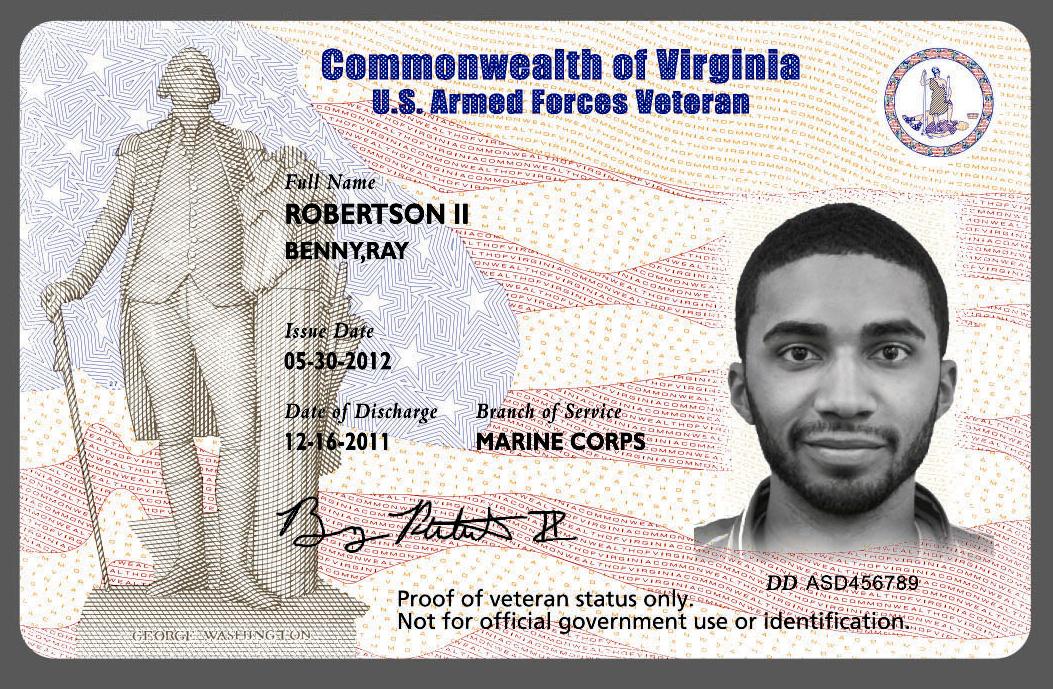 Commonwealth of Virginia
U.S. Armed Forces Veteran
Full Name
ROBERTSON II
BENNY,RAY
Issue Date
05-30-2012
Date of Discharge Branch of Service
12-16-2011 MARINE CORPS
DD ASD456789
Proof of veteran status only.
Not for official government use or identification.
GEORGE WASHINGTON